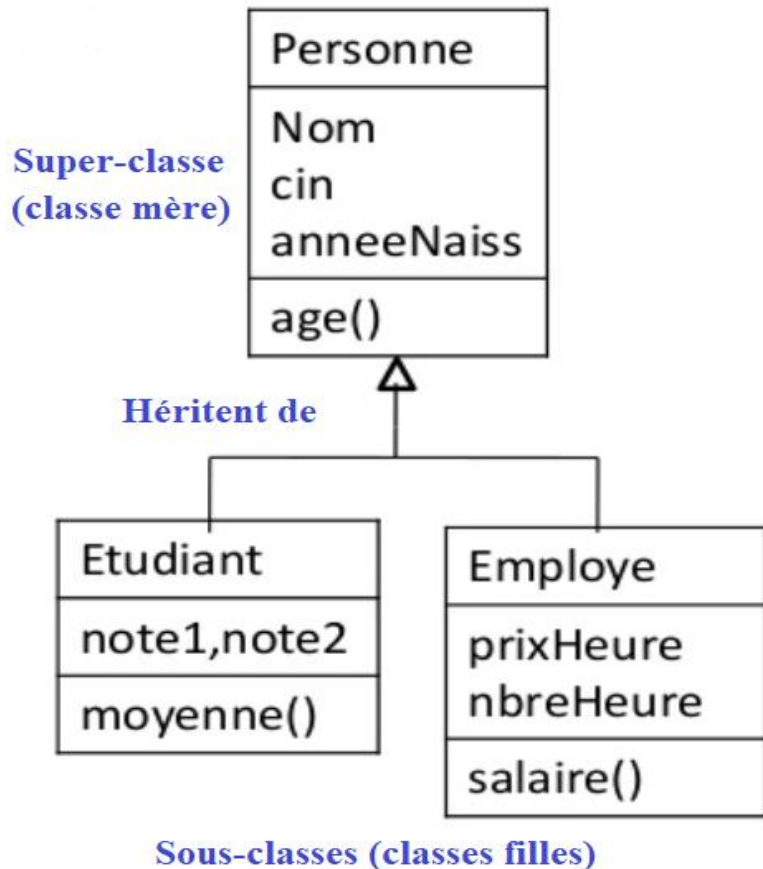 Personne
Nom
cin
anneeNaiss
age()
Super-classe
(classe mère)
Héritent de
Etudiant
note1,note2
moyenne()
Employe
prixHeure
nbreHeure
salaire()
Sous-classes (classes filles)